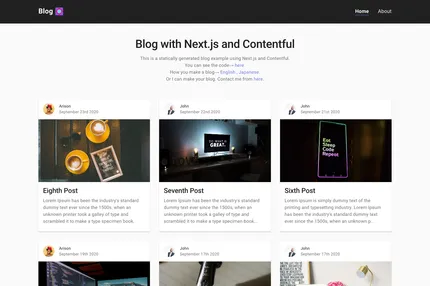 Blog
Home About
Blog with Next.js and Contentful
This is a statically generated blog example using Next.js and Contentful.
You can see the code→here
How you make a blog→ English , Japanese.
Or I can make your blog. Contact me from here.
Anson
September 23rd 2020
John
September 22nd 2020
John
September 21st 2020
GREAT.
Eat
Sleep
Code
Repeat
Eighth Post
Lorem Ipsum has been the industry's standard
dummy text ever since the 1500s, when an
unknown printer took a galley of type and
scrambled it to make a type specimen book.
Seventh Post
Lorem Ipsum has been the industry's standard
dummy text ever since the 1500s, when an
unknown printer took a galley of type and
scrambled it to make a type specimen book...
Sixth Post
Lorem Ipsum is simply dummy text of the
printing and typesetting industry. Lorem Ipsum
has been the industry's standard dummy text
ever since the 1500s, when an unknown p...
Anson
September 19th 2020
John
September 17th 2020
John
September 17th 2020